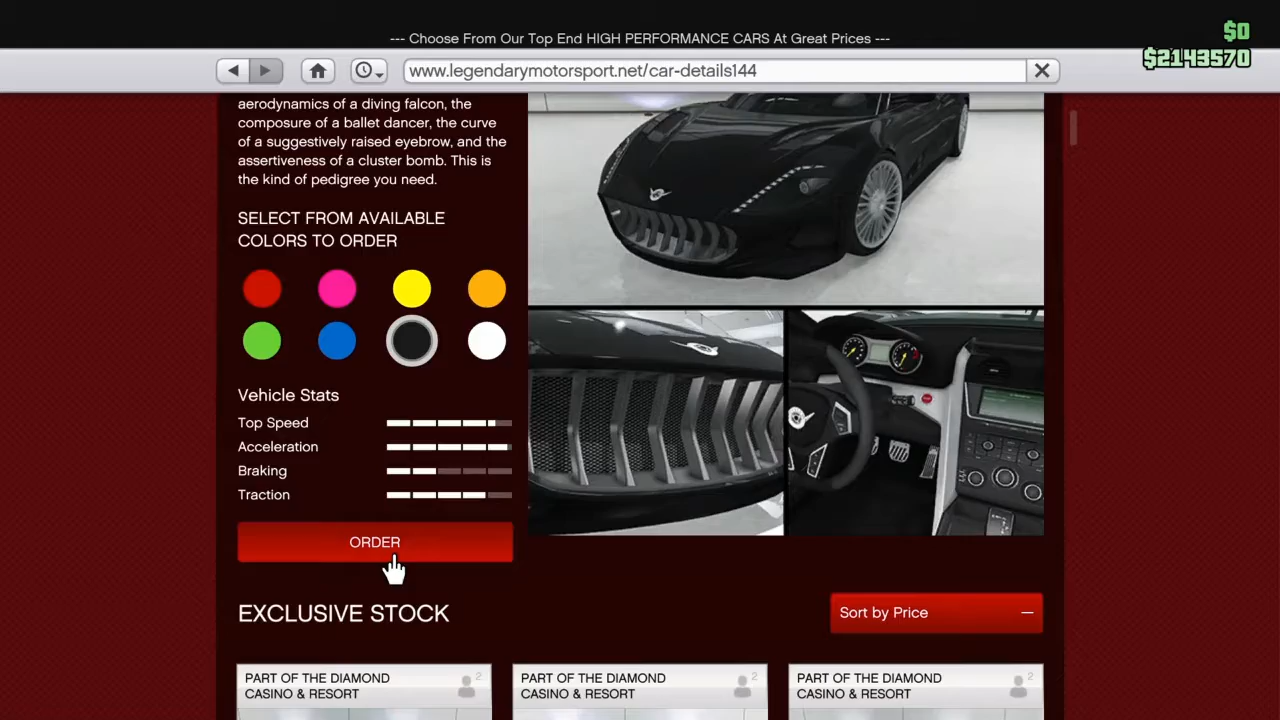 --- Choose From Our Top End HIGH PERFORMANCE CARS At Great Prices ---
$0
$2143570
www.legendarymotorsport.net/car-details144
aerodynamics of a diving falcon, the
composure of a ballet dancer, the curve
of a suggestively raised eyebrow, and the
assertiveness of a cluster bomb. This is
the kind of pedigree you need.
SELECT FROM AVAILABLE
COLORS TO ORDER
Vehicle Stats
Top Speed
Acceleration
Braking
Traction
ORDER
EXCLUSIVE STOCK
Sort by Price
PART OF THE DIAMOND
CASINO & RESORT
2
PART OF THE DIAMOND
CASINO & RESORT
2
PART OF THE DIAMOND
CASINO & RESORT
2